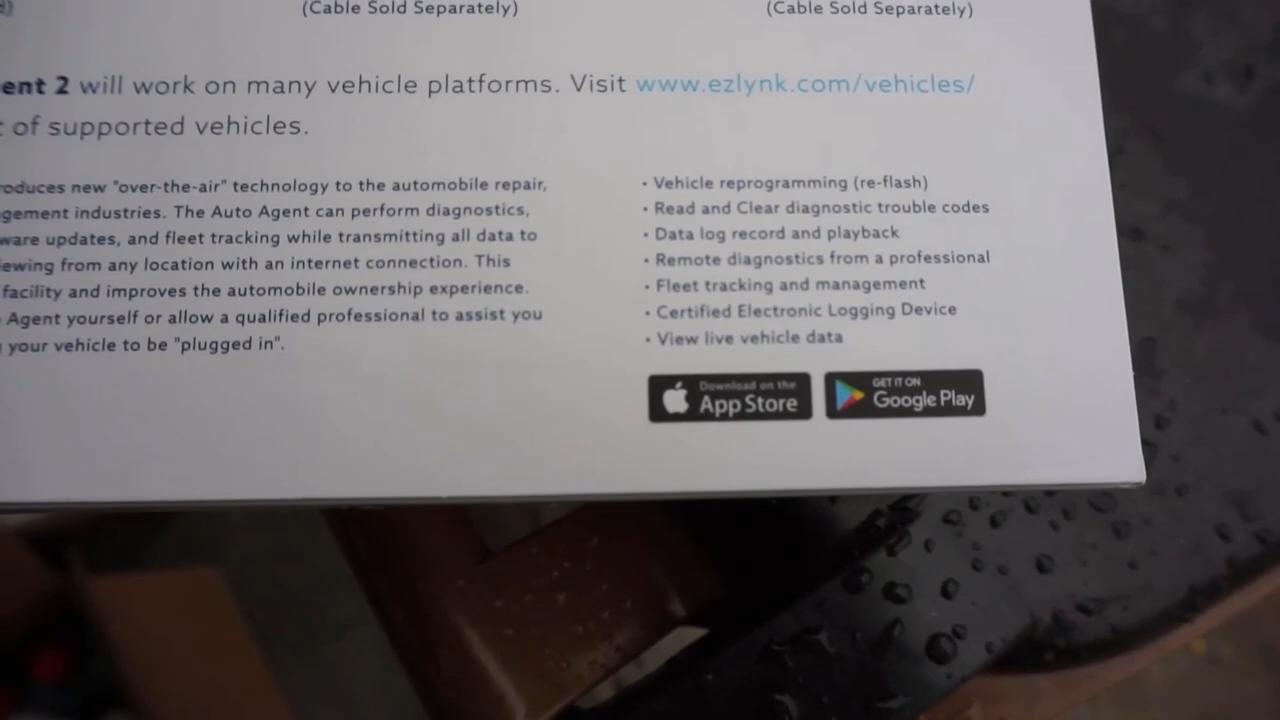 (Cable Sold Separately) (Cable Sold Separately)
ent 2 will work on many vehicle platforms. Visit www.ezlynk.com/vehicles/
of supported vehicles.
oduces new "over-the-air" technology to the automobile repair,
gement industries. The Auto Agent can perform diagnostics,
ware updates, and fleet tracking while transmitting all data to
ewing from any location with an internet connection. This
facility and improves the automobile ownership experience.
Agent yourself or allow a qualified professional to assist you
your vehicle to be "plugged in".
• Vehicle reprogramming (re-flash)
• Read and Clear diagnostic trouble codes
• Data log record and playback
• Remote diagnostics from a professional
• Fleet tracking and management
• Certified Electronic Logging Device
• View live vehicle data
Download on the
App Store
GET IT ON
Google Play